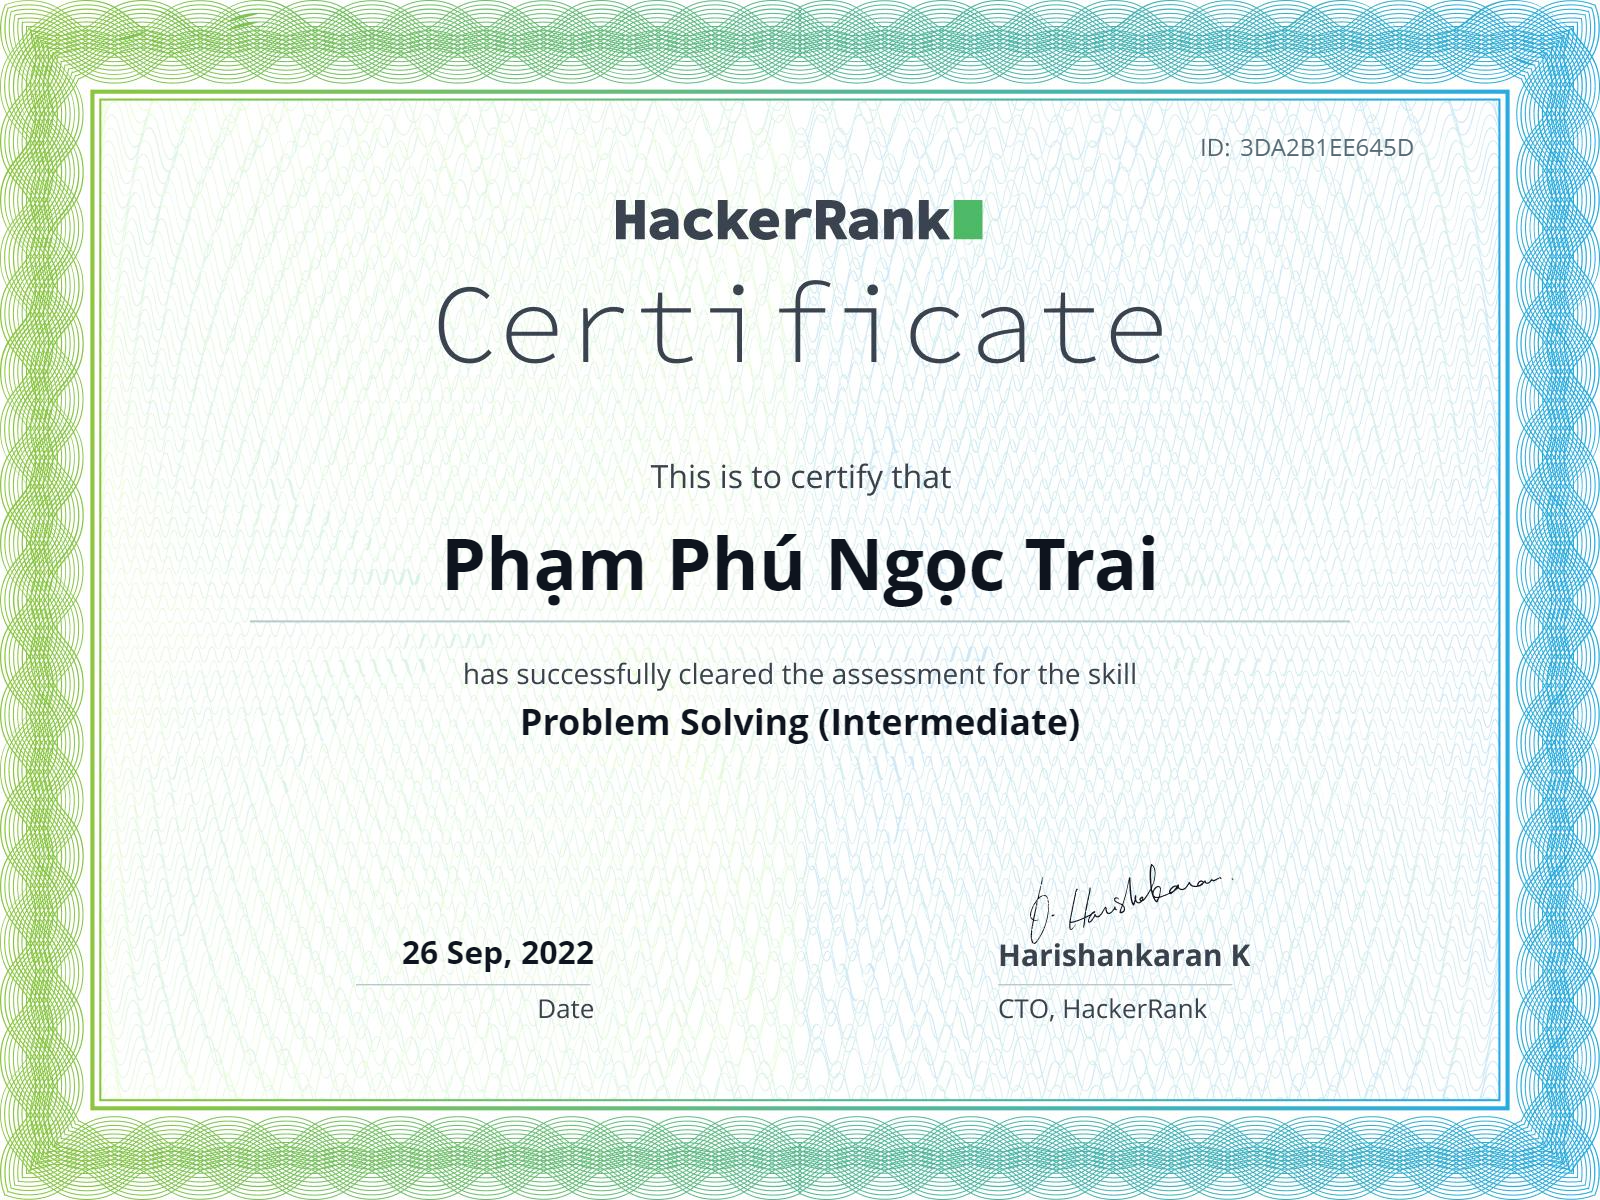 ID: 3DA2B1EE645D
HackerRank
Certificate
This is to certify that
Phạm Phú Ngọc Trai
has successfully cleared the assessment for the skill
Problem Solving (Intermediate)
J. Harishankaran
26 Sep, 2022
Harishankaran K
Date
CTO, HackerRank